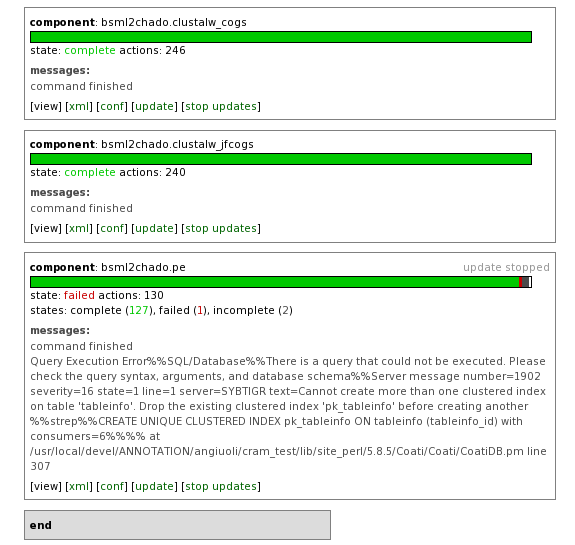 component: bsml2chado.clustalw_cogs
state: complete actions: 246
messages:
command finished
[view] [xml] [conf] [update] [stop updates]
component: bsml2chado.clustalw_jfcogs
state: complete actions: 240
messages:
command finished
[view] [xml] [conf] [update] [stop updates]
component: bsml2chado.pe update stopped
state: failed actions: 130
states: complete (127), failed (1), incomplete (2)
messages:
command finished
Query Execution Error%%SQL/Database%%There is a query that could not be executed. Please
check the query syntax, arguments, and database schema%%Server message number=1902
severity=16 state=1 line=1 server=SYBTIGR text=Cannot create more than one clustered index
on table 'tableinfo'. Drop the existing clustered index 'pk_tableinfo' before creating another
%%strep%%CREATE UNIQUE CLUSTERED INDEX pk_tableinfo ON tableinfo (tableinfo_id) with
consumers=6%%%% at
/usr/local/devel/ANNOTATION/angiuoli/cram_test/lib/site_perl/5.8.5/Coati/Coati/CoatiDB.pm line
307
[view] [xml] [conf] [update] [stop updates]
end